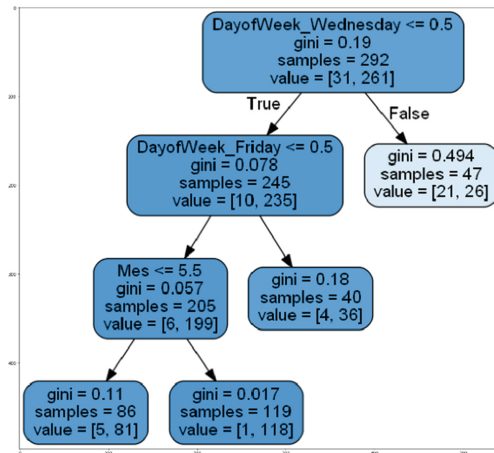 DayofWeek_Wednesday <= 0.5
gini = 0.19
samples = 292
value = [31, 261]
True
False
DayofWeek_Friday <= 0.5
gini = 0.078
samples = 245
value = [10, 235]
gini = 0.494
samples = 47
value = [21, 26]
Mes <= 5.5
gini = 0.057
samples = 205
value = [6, 199]
gini = 0.18
samples = 40
value = [4, 36]
gini = 0.11
samples = 86
value = [5, 81]
gini = 0.017
samples = 119
value = [1, 118]